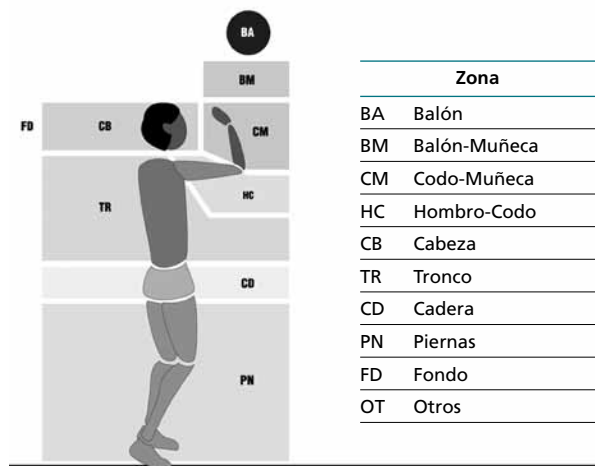 BA
BM
FD
CB
CM
TR
HC
CD
PN
Zona
BA Balón
BM Balón-Muñeca
CM Codo-Muñeca
HC Hombro-Codo
CB Cabeza
TR Tronco
CD Cadera
PN Piernas
FD Fondo
OT Otros